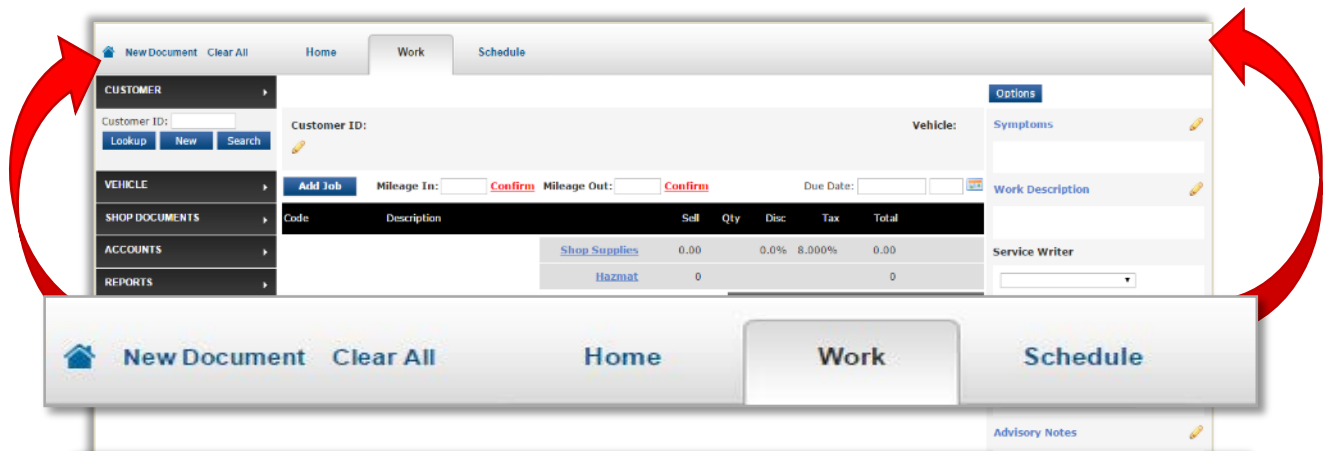 New Document Clear All Home Work Schedule
CUSTOMER
Options
Customer ID:
Lookup New Search
Customer ID: Vehicle:
Symptoms
VEHICLE
Add Job Mileage In: Confirm Mileage Out: Confirm Due Date:
Work Description
SHOP DOCUMENTS
Code Description Sell Qty Disc Tax Total
ACCOUNTS
Shop Supplies 0.00 0.0% 8.000% 0.00
Service Writer
REPORTS
Hazmat 0 0
New Document Clear All Home Work Schedule
Advisory Notes